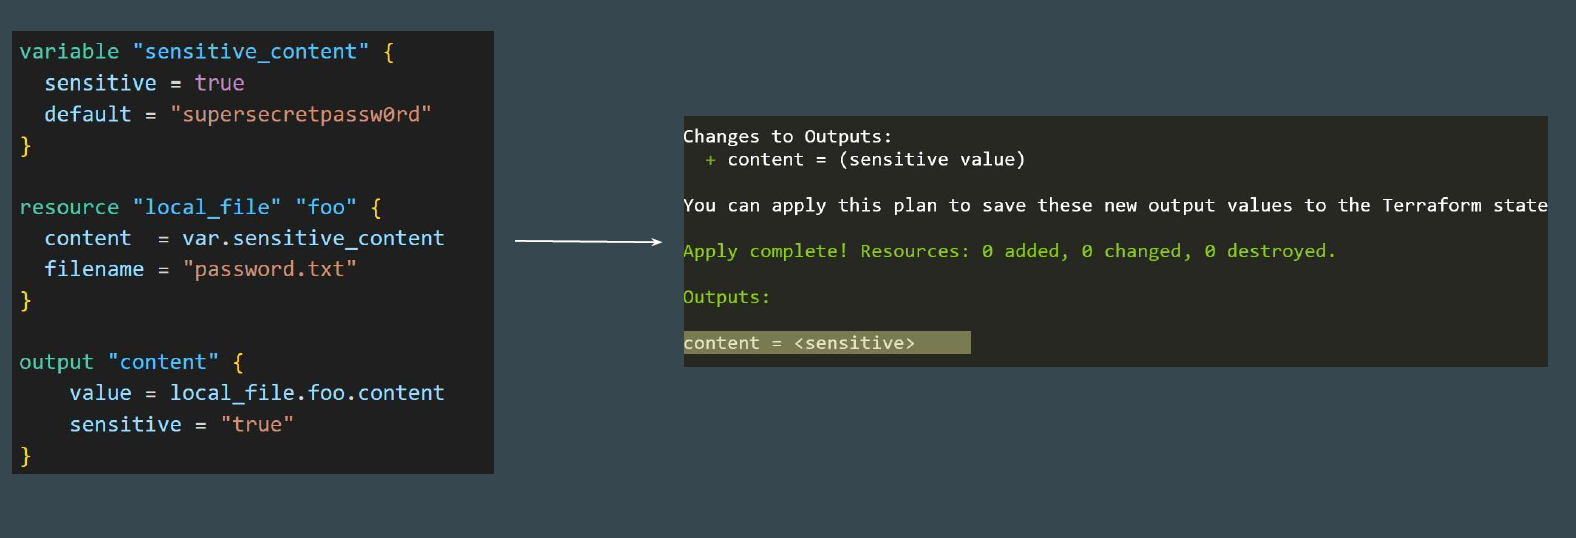 variable "sensitive_content" {
  sensitive = true
  default = "supersecretpassw0rd"
}
resource "local_file" "foo" {
  content  = var.sensitive_content
  filename = "password.txt"
}
output "content" {
    value = local_file.foo.content
    sensitive = "true"
}
Changes to Outputs:
  + content = (sensitive value)
You can apply this plan to save these new output values to the Terraform state
Apply complete! Resources: 0 added, 0 changed, 0 destroyed.
Outputs:
content = <sensitive>